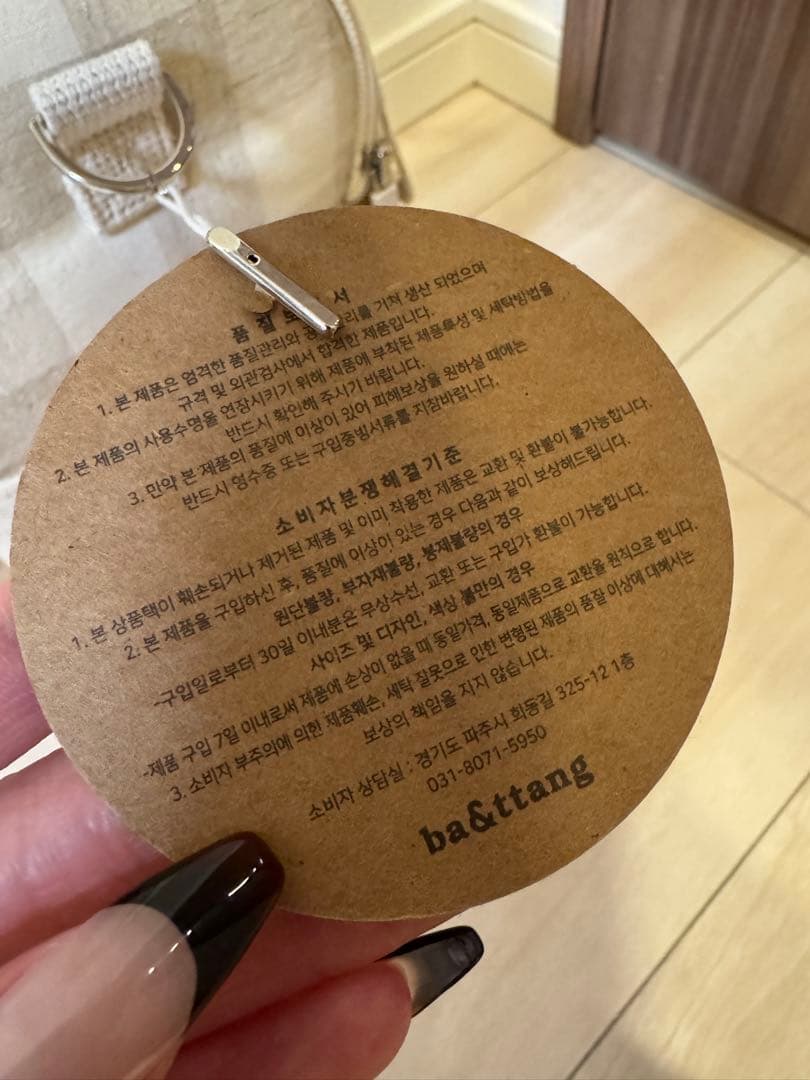 품 질 서
1. 본 제품은 엄격한 품질관리와 거쳐 생산 되었으며
규격 및 외관검사에서 합격한 제품입니다.
2. 본 제품의 사용수명을 연장시키기 위해 제품에 부착된 제품특성 및 세탁방법을
반드시 확인해 주시기 바랍니다.
3. 만약 본 제품의 품질에 이상이 있어 피해보상을 원하실 때에는
반드시 영수증 또는 구입증빙서류를 지참바랍니다.
소비자분쟁해결기준
1. 본 상품택이 훼손되거나 제거된 제품 및 이미 착용한 제품은 교환 및 환불이 불가능합니다.
2. 본 제품을 구입하신 후, 품질에 이상이 있는 경우 다음과 같이 보상해드립니다.
원단불량, 부자재불량, 봉제불량의 경우
-구입일로부터 30일 이내분은 무상수선, 교환 또는 구입가 환불이 가능합니다.
사이즈 및 디자인, 색상 불만의 경우
-제품 구입 7일 이내로서 제품에 손상이 없을 때 동일가격, 동일제품으로 교환을 원칙으로 합니다.
3. 소비자 부주의에 의한 제품훼손, 세탁 잘못으로 인한 변형된 제품의 품질 이상에 대해서는
보상의 책임을 지지 않습니다.
소비자 상담실 : 경기도 파주시 회동길 325-12 1층
031-8071-5950
ba&ttang